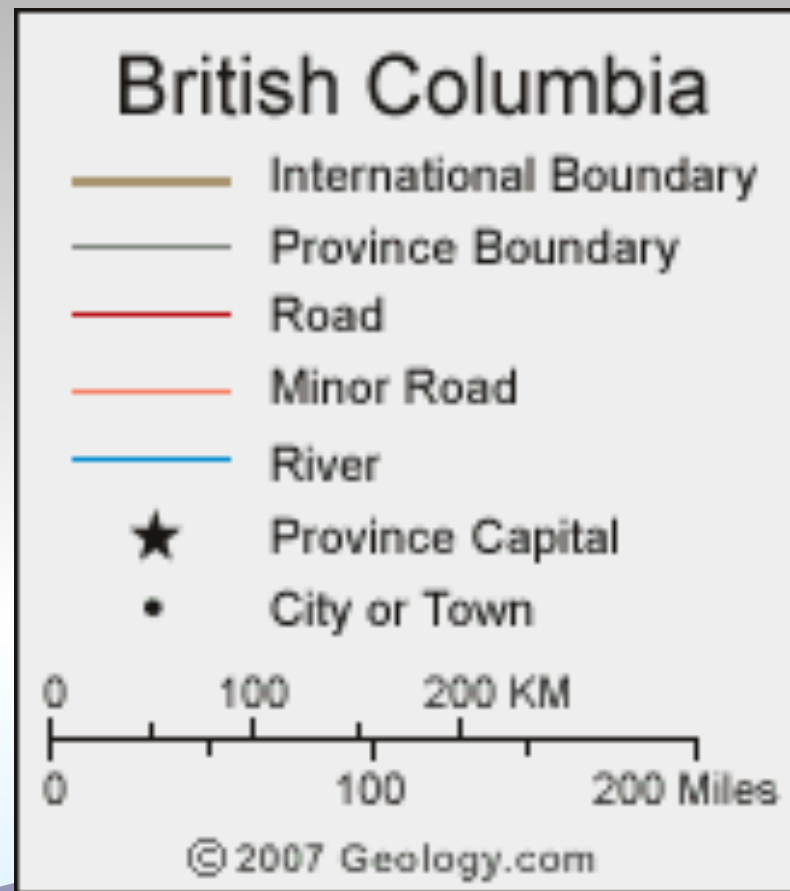 British Columbia
International Boundary
Province Boundary
Road
Minor Road
River
Province Capital
City or Town
0 100 200 KM
0 100 200 Miles
© 2007 Geology.com